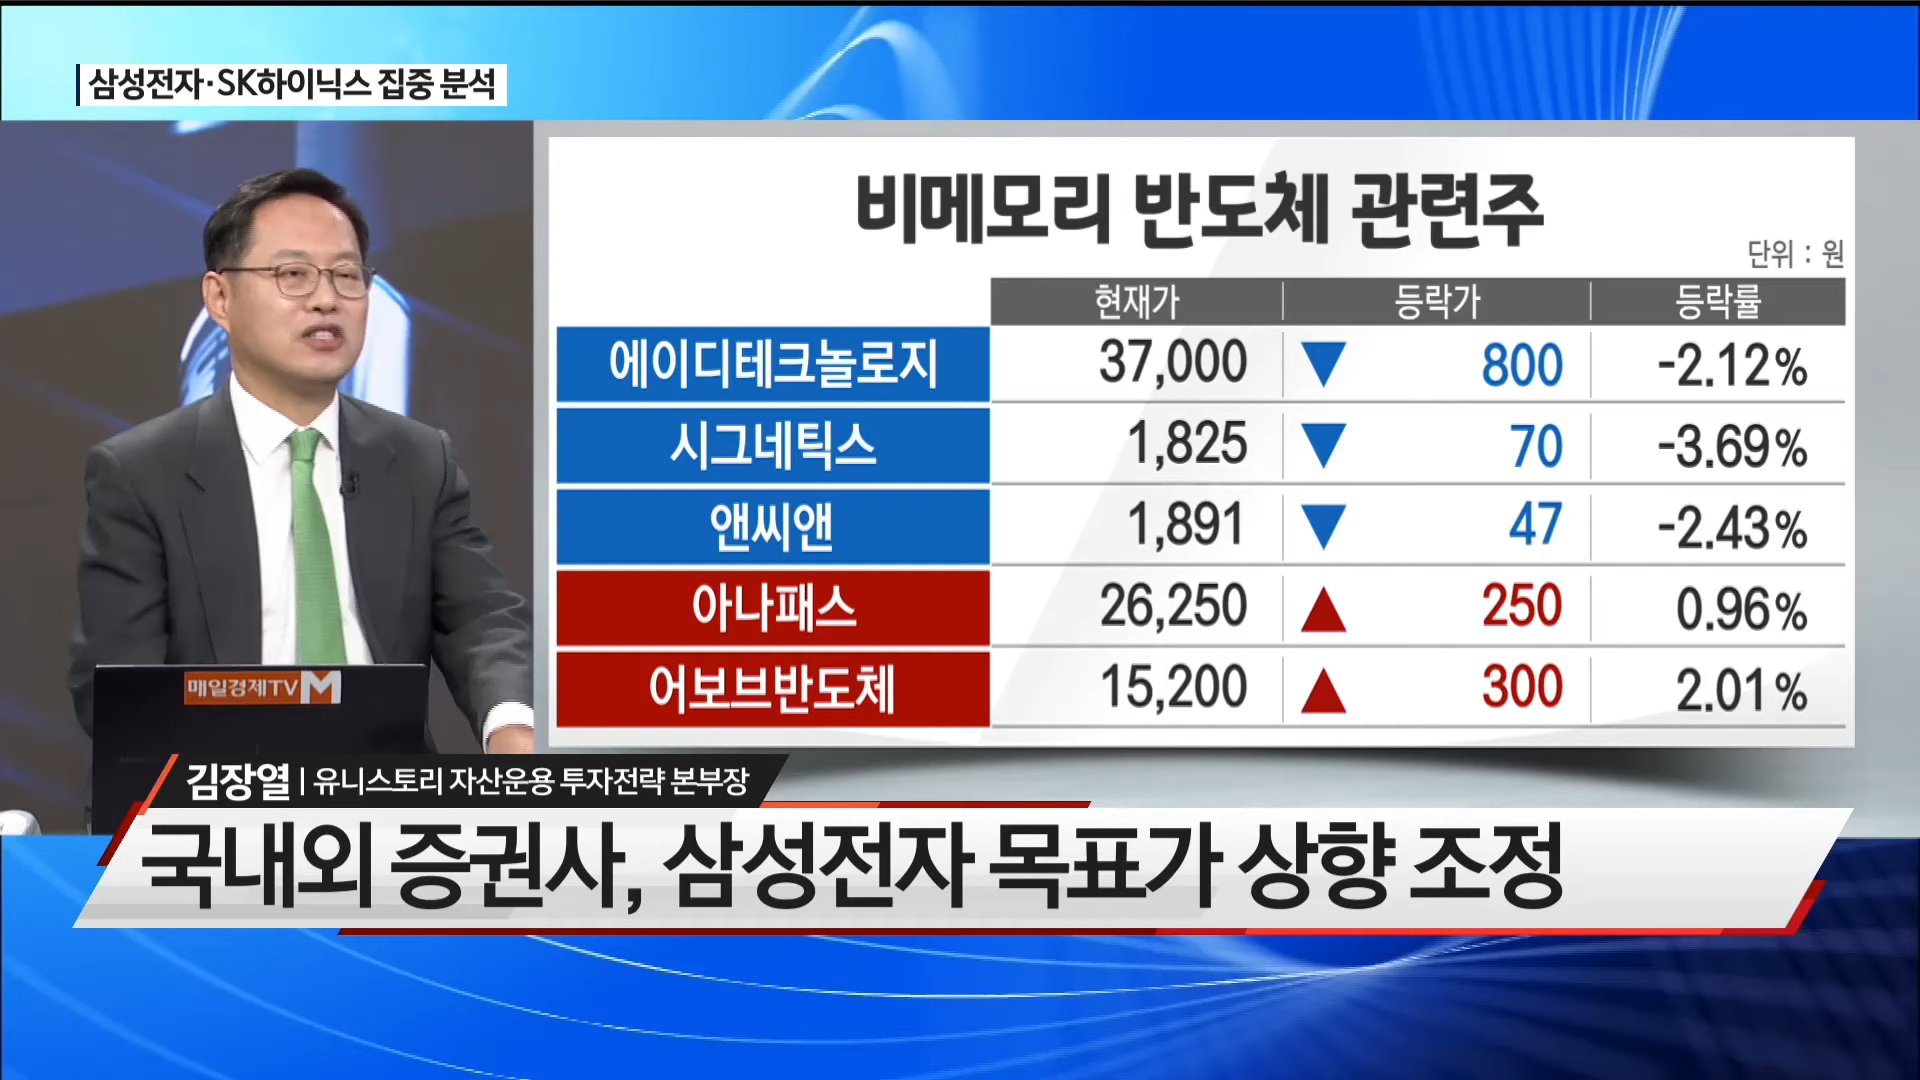 삼성전자·SK하이닉스 집중 분석
비메모리 반도체 관련주
단위 : 원
현재가 등락가 등락률
에이디테크놀로지 37,000 ▼ 800 -2.12%
시그네틱스 1,825 ▼ 70 -3.69%
앤씨앤 1,891 ▼ 47 -2.43%
아나패스 26,250 ▲ 250 0.96%
어보브반도체 15,200 ▲ 300 2.01%
매일경제TV M
김장열 | 유니스토리 자산운용 투자전략 본부장
국내외 증권사, 삼성전자 목표가 상향 조정